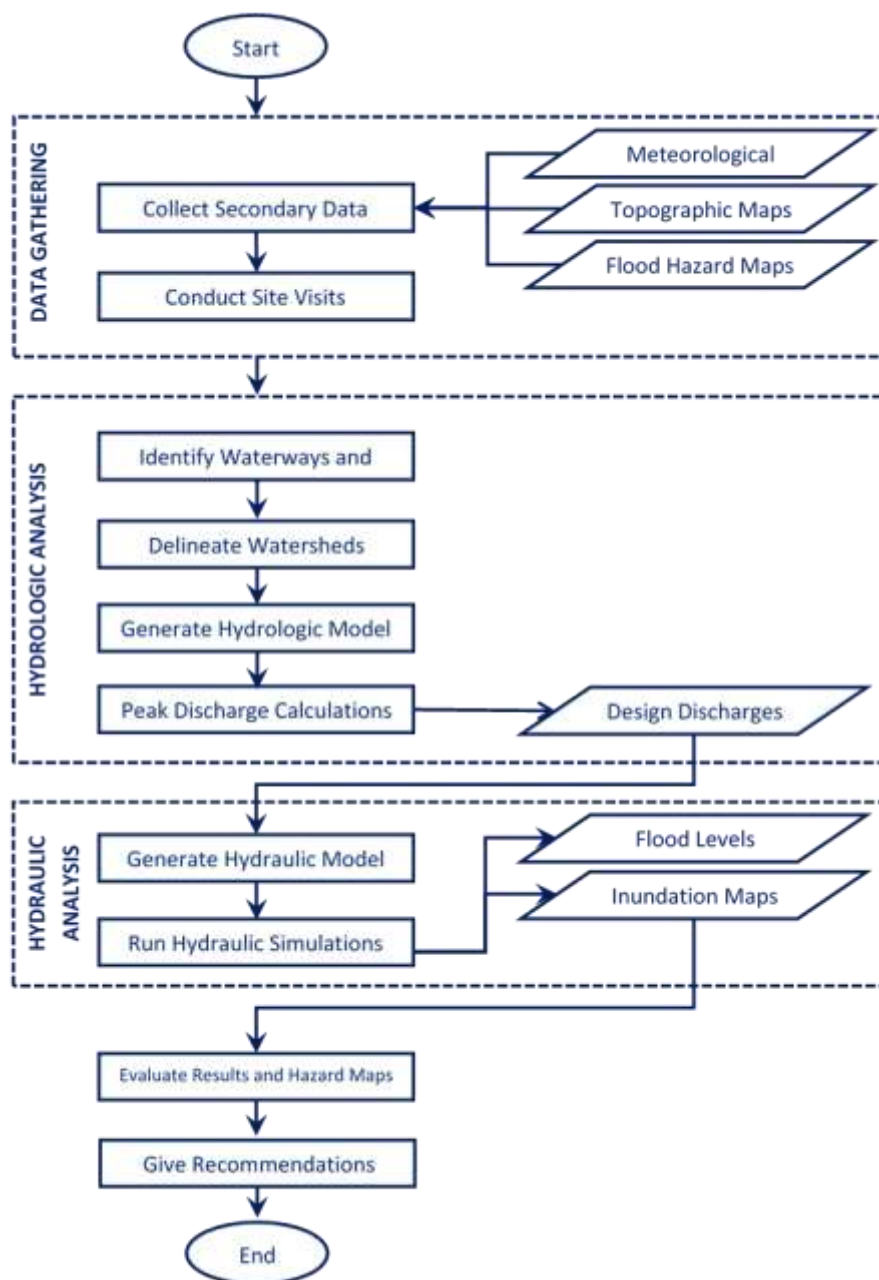 Start
DATA GATHERING
Meteorological
Collect Secondary Data
Topographic Maps
Flood Hazard Maps
Conduct Site Visits
HYDROLOGIC ANALYSIS
Identify Waterways and
Delineate Watersheds
Generate Hydrologic Model
Peak Discharge Calculations
Design Discharges
HYDRAULIC
ANALYSIS
Flood Levels
Generate Hydraulic Model
Inundation Maps
Run Hydraulic Simulations
Evaluate Results and Hazard Maps
Give Recommendations
End